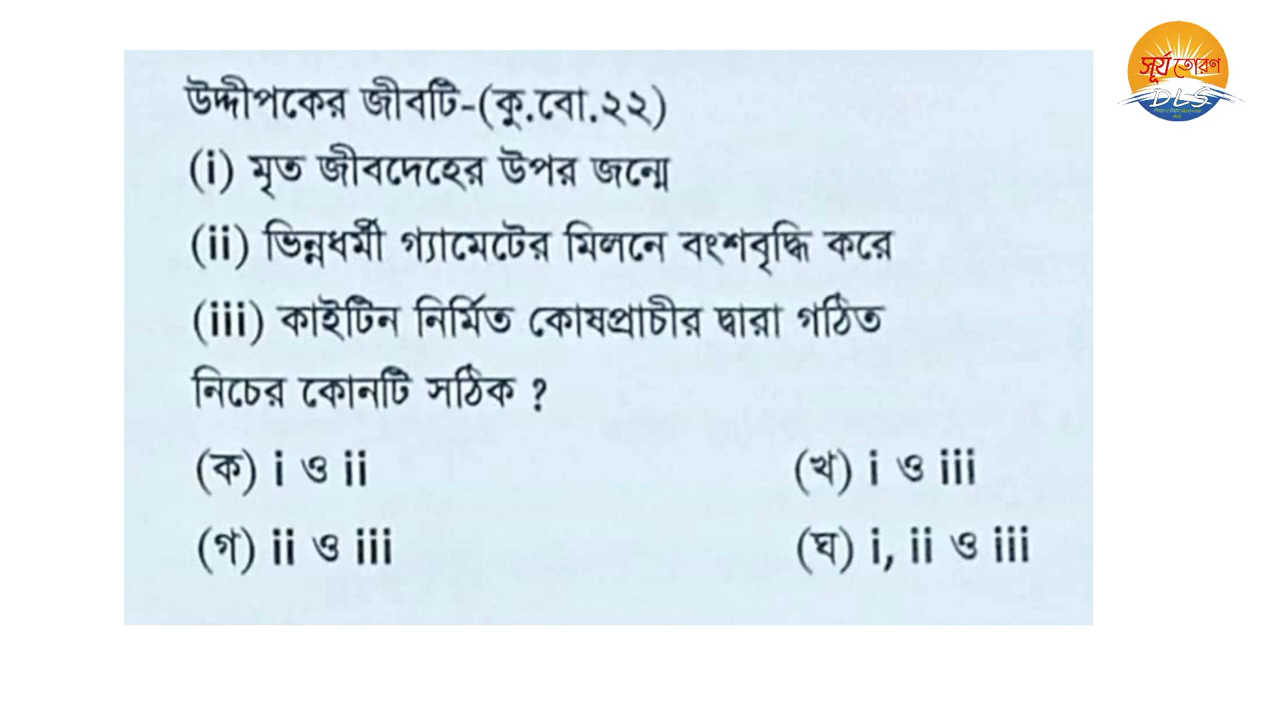 সূর্য তোরণ
DLS
উদ্দীপকের জীবটি-(কু.বো.২২)
(i) মৃত জীবদেহের উপর জন্মে
(ii) ভিন্নধর্মী গ্যামেটের মিলনে বংশবৃদ্ধি করে
(iii) কাইটিন নির্মিত কোষপ্রাচীর দ্বারা গঠিত
নিচের কোনটি সঠিক ?
(ক) i ও ii (খ) i ও iii
(গ) ii ও iii (ঘ) i, ii ও iii